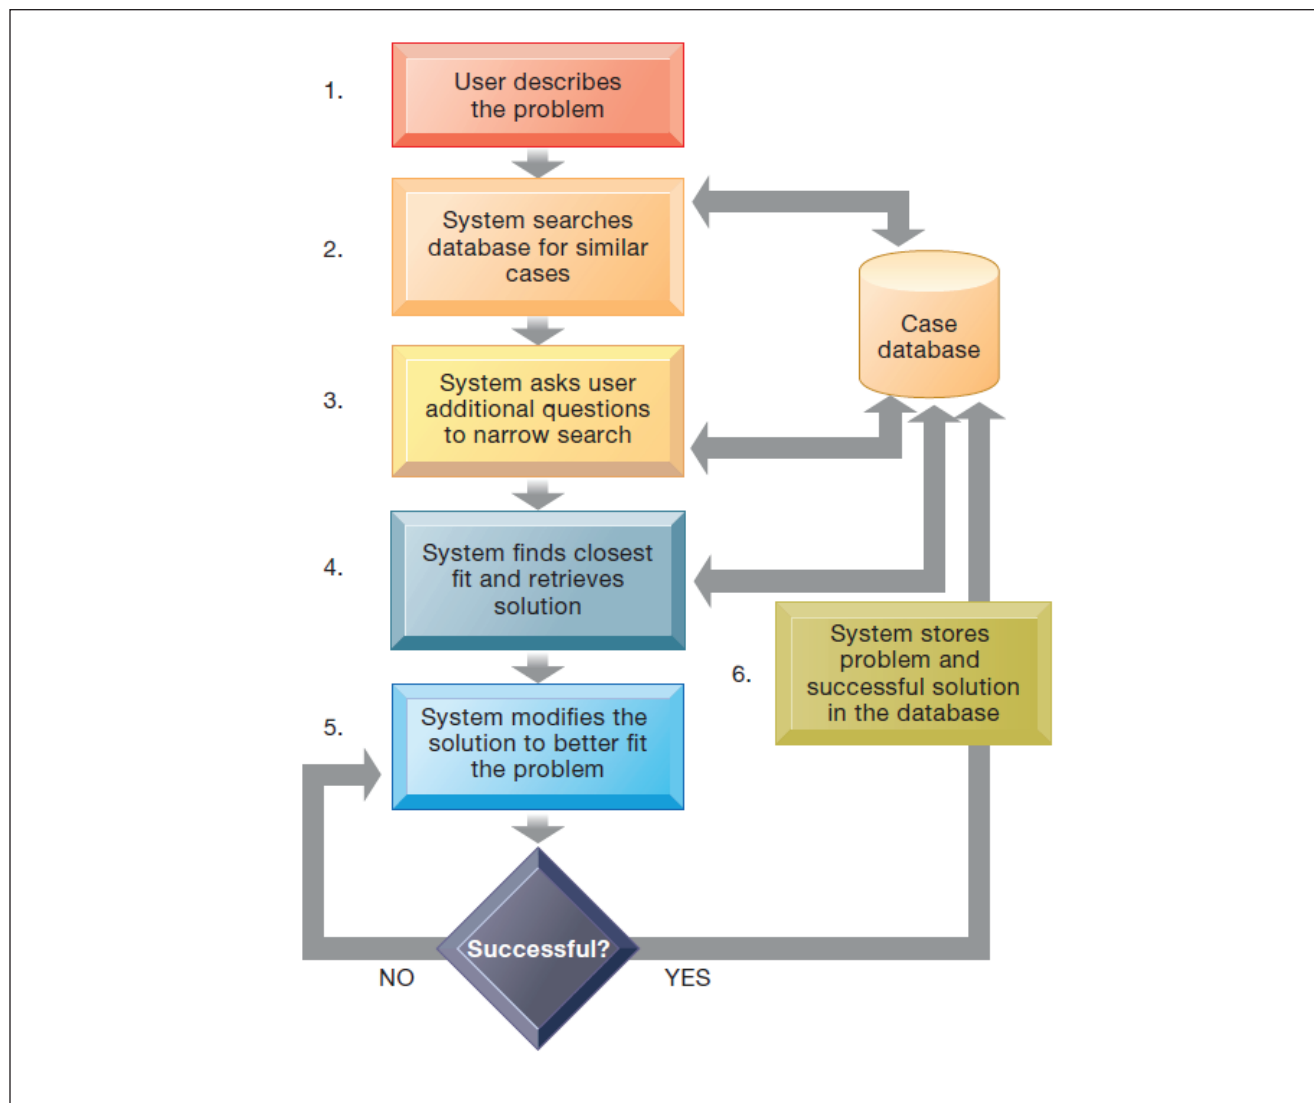 1.
User describes
the problem
2.
System searches
database for similar
cases
Case
database
3.
System asks user
additional questions
to narrow search
4.
System finds closest
fit and retrieves
solution
5.
System modifies the
solution to better fit
the problem
6.
System stores
problem and
successful solution
in the database
Successful?
NO
YES